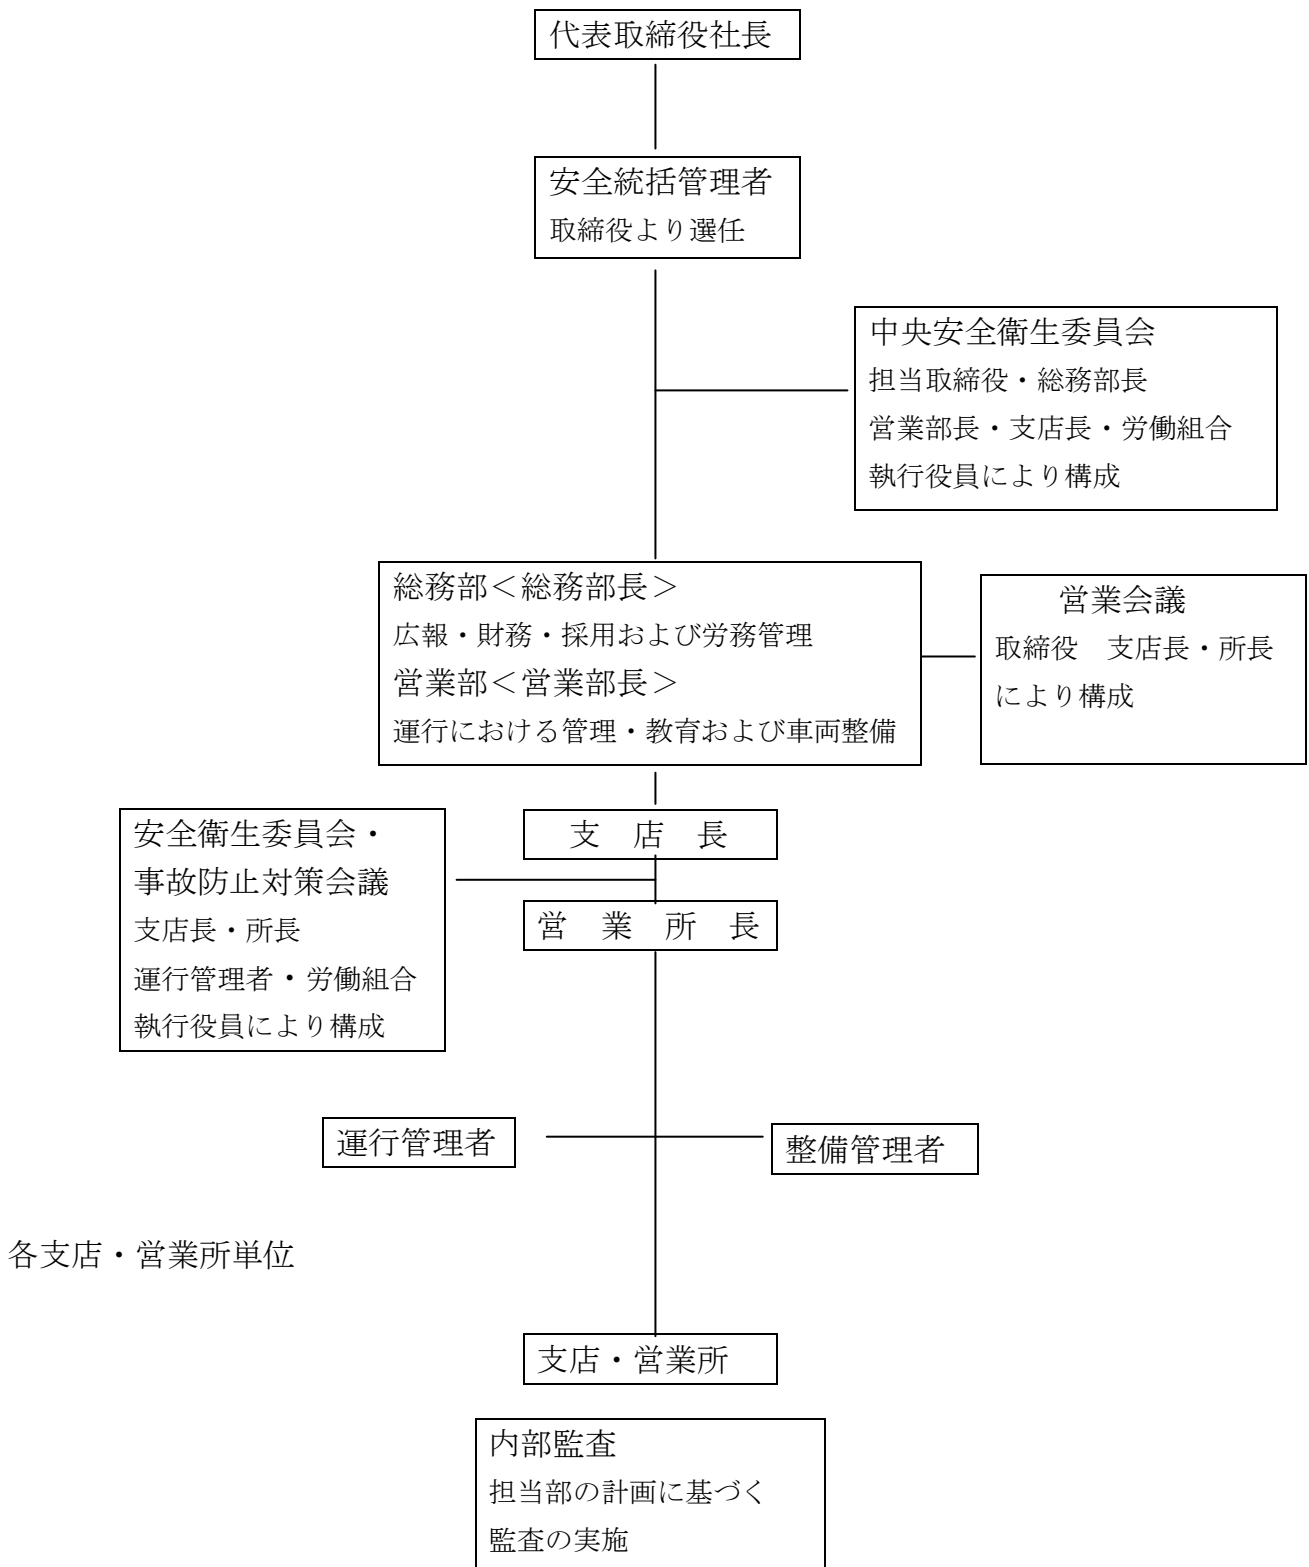 代表取締役社長
安全統括管理者
取締役より選任
中央安全衛生委員会
担当取締役・総務部長
営業部長・支店長・労働組合
執行役員により構成
総務部＜総務部長＞
広報・財務・採用および労務管理
営業部＜営業部長＞
運行における管理・教育および車両整備
営業会議
取締役　支店長・所長
により構成
支　店　長
安全衛生委員会・
事故防止対策会議
支店長・所長
運行管理者・労働組合
執行役員により構成
営　業　所　長
運行管理者
整備管理者
各支店・営業所単位
支店・営業所
内部監査
担当部の計画に基づく
監査の実施